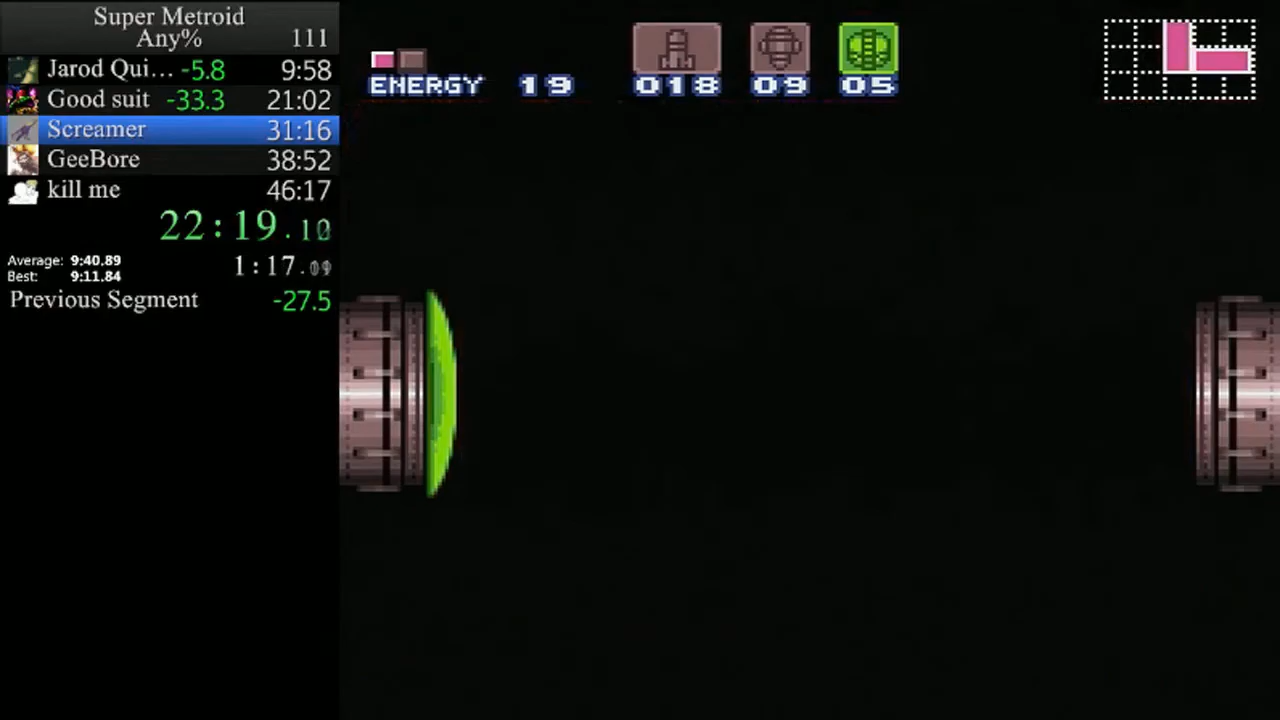 Super Metroid
Any% 111
Jarod Qui... -5.8 9:58
Good suit -33.3 21:02
Screamer 31:16
GeeBore 38:52
kill me 46:17
22:19.10
Average: 9:40.89
Best: 9:11.84
1:17.09
Previous Segment -27.5
ENERGY 19 018 09 05